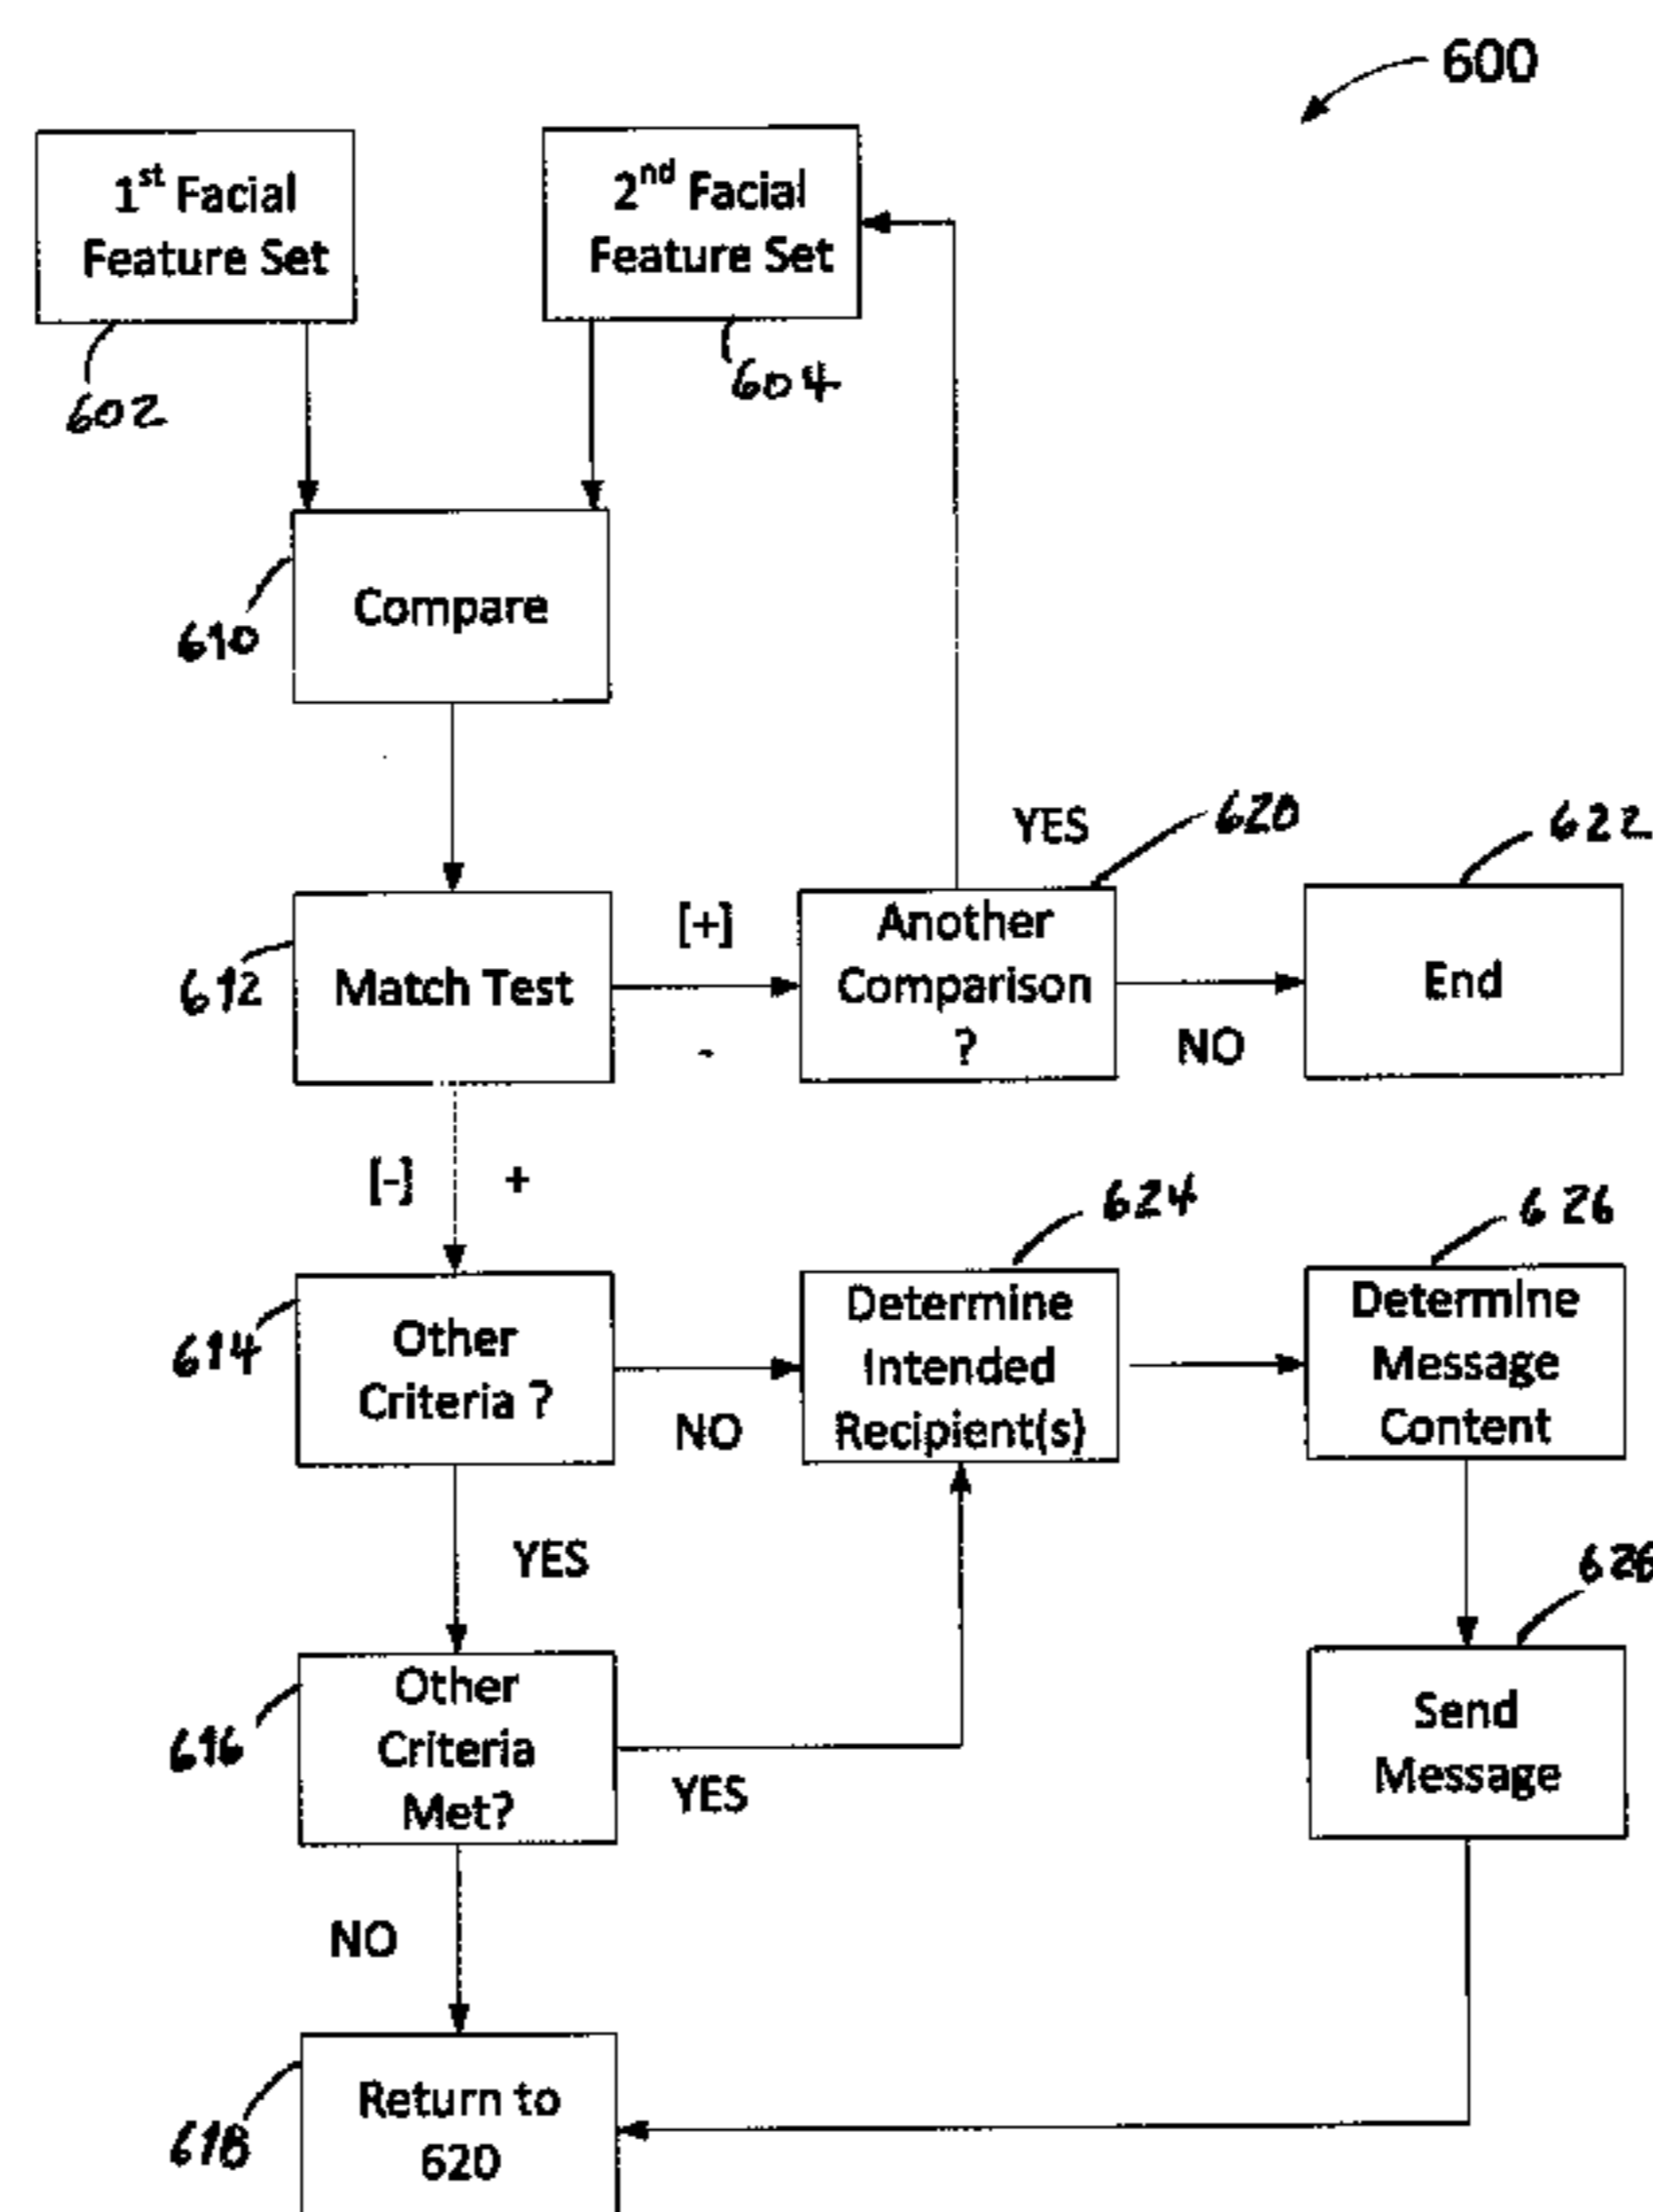 600
1st Facial
Feature Set
2nd Facial
Feature Set
602
604
Compare
610
YES
620
622
Match Test
612
[+]
-
Another
Comparison
?
NO
End
[-]
+
624
626
Other
Criteria ?
614
NO
Determine
Intended
Recipient(s)
Determine
Message
Content
YES
628
Other
Criteria
Met?
616
YES
Send
Message
NO
Return to
620
618